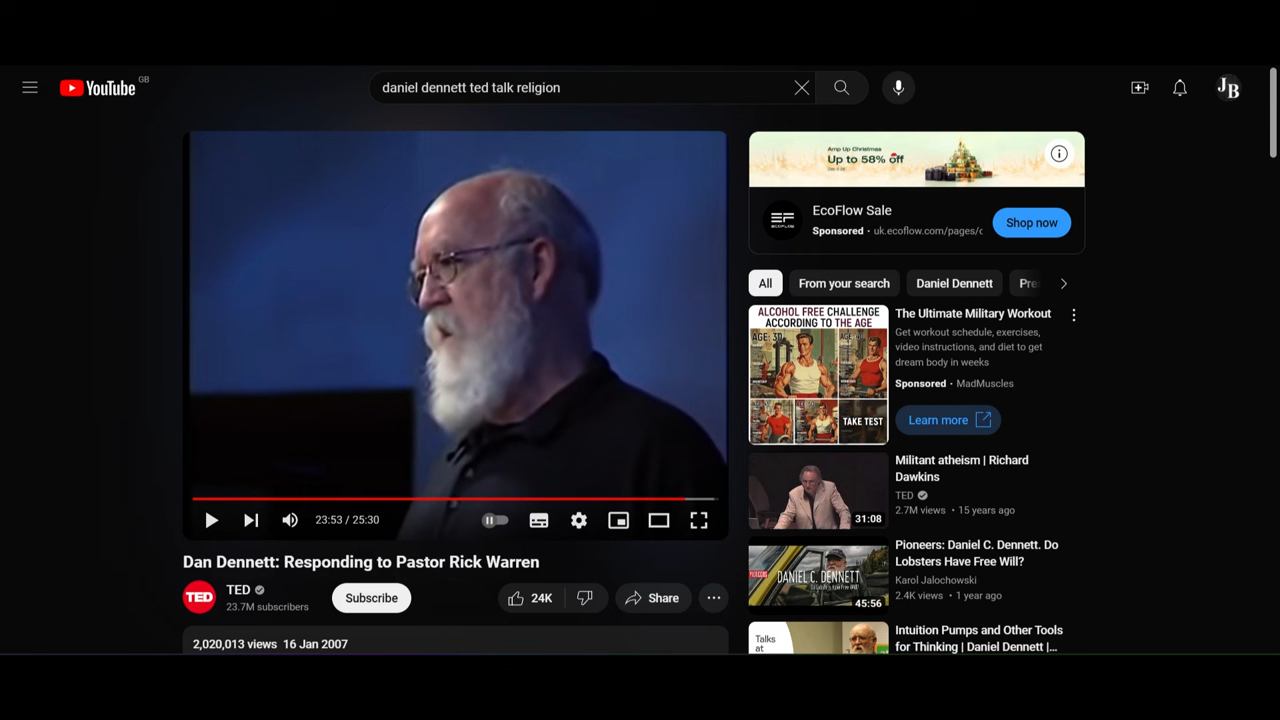 YouTube GB
daniel dennett ted talk religion
JB
Amp Up Christmas
Up to 58% off
EcoFlow Sale
Sponsored • uk.ecoflow.com/pages/c
Shop now
EF
ECOFLOW
All
From your search
Daniel Dennett
Pre
ALCOHOL FREE CHALLENGE
ACCORDING TO THE AGE
TAKE TEST
The Ultimate Military Workout
Get workout schedule, exercises,
video instructions, and diet to get
dream body in weeks
Sponsored • MadMuscles
Learn more
31:08
Militant atheism | Richard
Dawkins
TED
2.7M views • 15 years ago
DANIEL C. DENNETT
45:56
Pioneers: Daniel C. Dennett. Do
Lobsters Have Free Will?
Karol Jalochowski
2.4K views • 1 year ago
Talks
at
Intuition Pumps and Other Tools
for Thinking | Daniel Dennett |...
23:53 / 25:30
Dan Dennett: Responding to Pastor Rick Warren
TED
TED
23.7M subscribers
Subscribe
24K
Share
2,020,013 views 16 Jan 2007